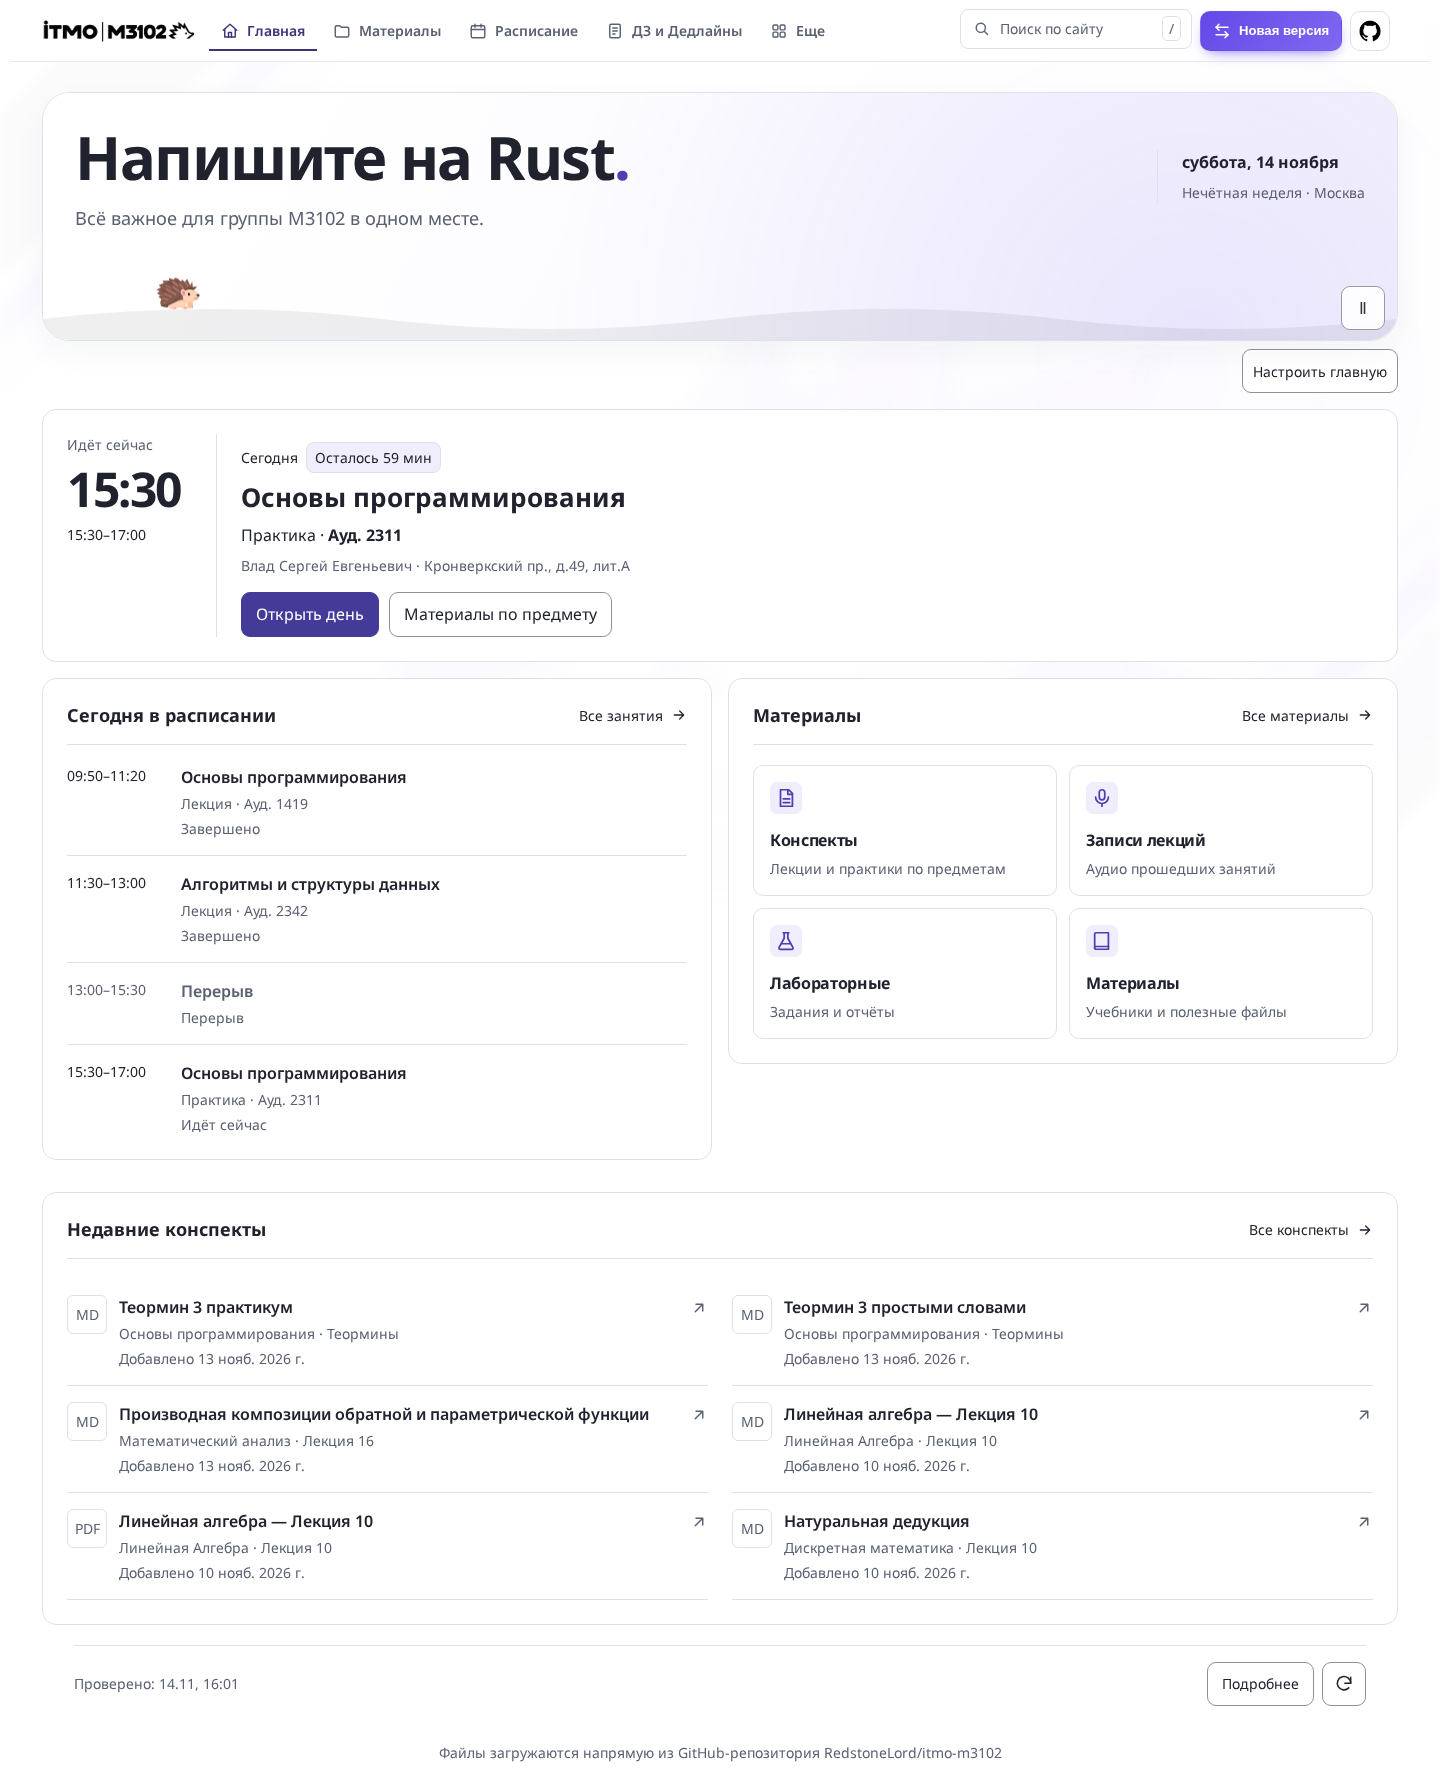 ITMO | M3102
Главная
Материалы
Расписание
ДЗ и Дедлайны
Еще
Поиск по сайту
/
Новая версия
Напишите на Rust.
Всё важное для группы M3102 в одном месте.
суббота, 14 ноября
Нечётная неделя · Москва
Настроить главную
Идёт сейчас
15:30
15:30–17:00
Сегодня
Осталось 59 мин
Основы программирования
Практика · Ауд. 2311
Влад Сергей Евгеньевич · Кронверкский пр., д.49, лит.А
Открыть день
Материалы по предмету
Сегодня в расписании
Все занятия
09:50–11:20
Основы программирования
Лекция · Ауд. 1419
Завершено
11:30–13:00
Алгоритмы и структуры данных
Лекция · Ауд. 2342
Завершено
13:00–15:30
Перерыв
Перерыв
15:30–17:00
Основы программирования
Практика · Ауд. 2311
Идёт сейчас
Материалы
Все материалы
Конспекты
Лекции и практики по предметам
Записи лекций
Аудио прошедших занятий
Лабораторные
Задания и отчёты
Материалы
Учебники и полезные файлы
Недавние конспекты
Все конспекты
MD
Теормин 3 практикум
Основы программирования · Теормины
Добавлено 13 нояб. 2026 г.
MD
Теормин 3 простыми словами
Основы программирования · Теормины
Добавлено 13 нояб. 2026 г.
MD
Производная композиции обратной и параметрической функции
Математический анализ · Лекция 16
Добавлено 13 нояб. 2026 г.
MD
Линейная алгебра — Лекция 10
Линейная Алгебра · Лекция 10
Добавлено 10 нояб. 2026 г.
PDF
Линейная алгебра — Лекция 10
Линейная Алгебра · Лекция 10
Добавлено 10 нояб. 2026 г.
MD
Натуральная дедукция
Дискретная математика · Лекция 10
Добавлено 10 нояб. 2026 г.
Проверено: 14.11, 16:01
Подробнее
Файлы загружаются напрямую из GitHub-репозитория RedstoneLord/itmo-m3102